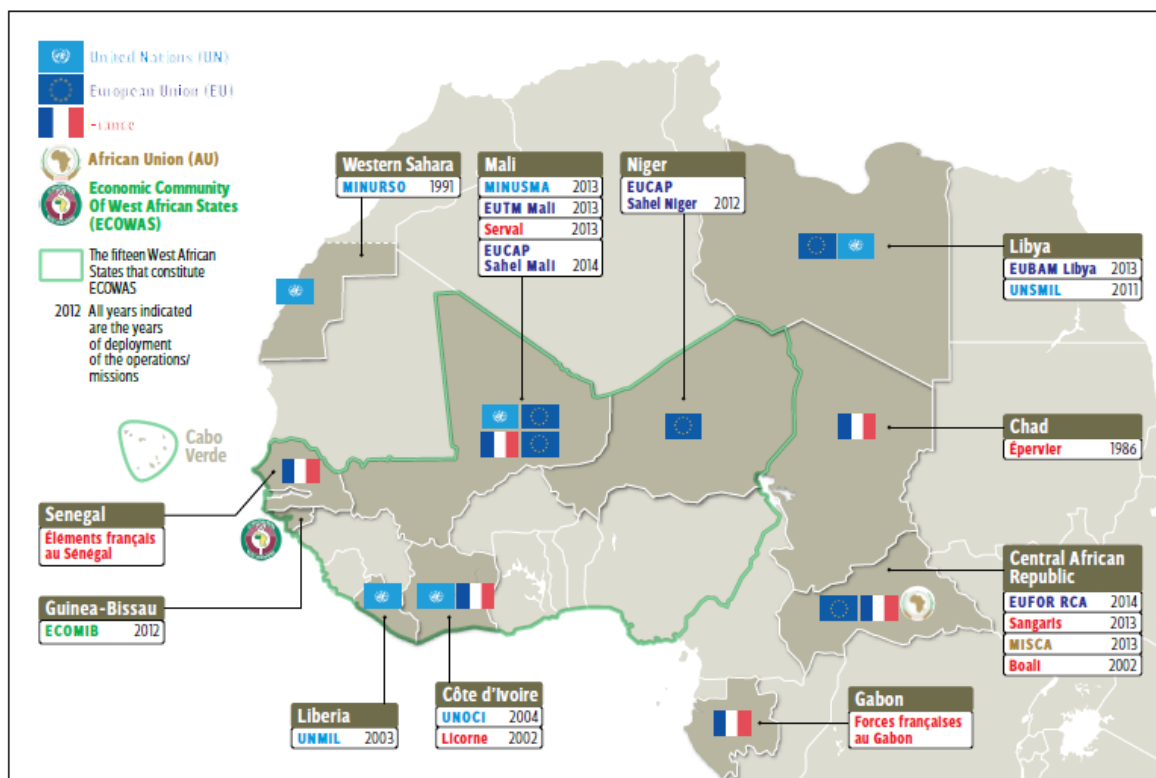 United Nations (UN)
European Union (EU)
France
African Union (AU)
Economic Community
Of West African States
(ECOWAS)
The fifteen West African
States that constitute
ECOWAS
2012 All years indicated
are the years
of deployment
of the operations/
missions
Cabo
Verde
Western Sahara
MINURSO 1991
Mali
MINUSMA 2013
EUTM Mali 2013
Serval 2013
EUCAP
Sahel Mali 2014
Niger
EUCAP
Sahel Niger 2012
Libya
EUBAM Libya 2013
UNSMIL 2011
Chad
Épervier 1986
Senegal
Éléments français
au Sénégal
Guinea-Bissau
ECOMIB 2012
Liberia
UNMIL 2003
Côte d'Ivoire
UNOCI 2004
Licorne 2002
Central African
Republic
EUFOR RCA 2014
Sangaris 2013
MISCA 2013
Boali 2002
Gabon
Forces françaises
au Gabon